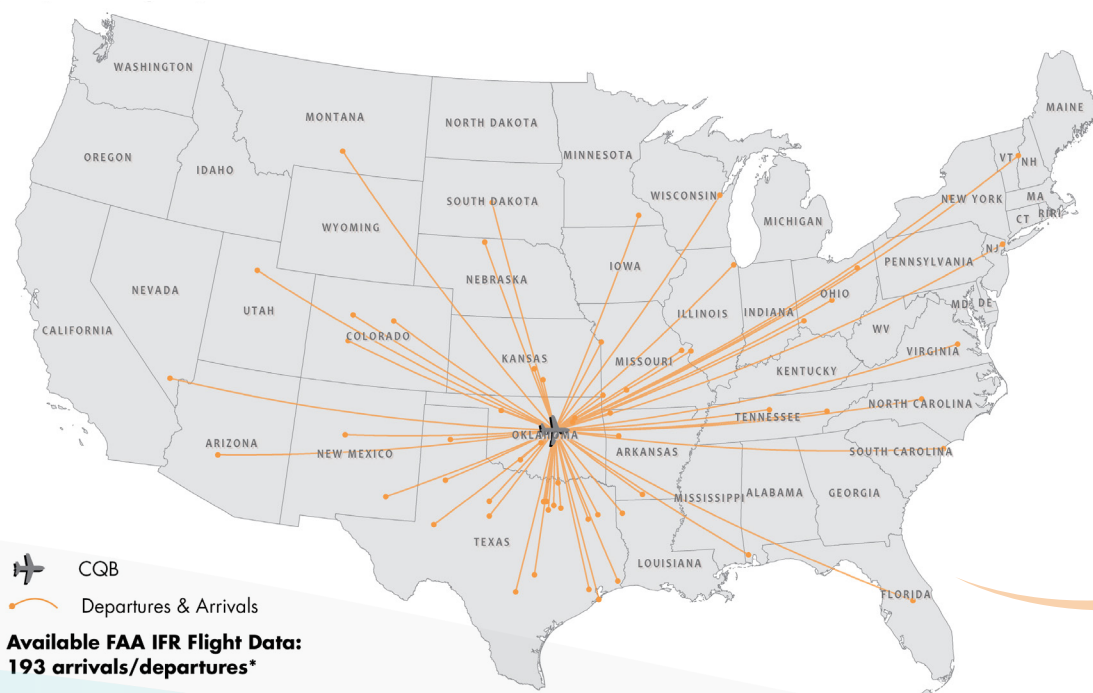 WASHINGTON
MAINE
MONTANA
NORTH DAKOTA
MINNESOTA
VT
NH
OREGON
IDAHO
WISCONSIN
NEW YORK
MA
SOUTH DAKOTA
MICHIGAN
CT
RIRI
WYOMING
NJ
PENNSYLVANIA
IOWA
NEBRASKA
NEVADA
OHIO
MD
DE
UTAH
ILLINOIS
INDIANA
CALIFORNIA
COLORADO
WV
VIRGINIA
KANSAS
MISSOURI
KENTUCKY
NORTH CAROLINA
TENNESSEE
OKLAHOMA
ARIZONA
NEW MEXICO
ARKANSAS
SOUTH CAROLINA
MISSISSIPPI
ALABAMA
GEORGIA
TEXAS
LOUISIANA
FLORIDA
CQB
Departures & Arrivals
Available FAA IFR Flight Data:
193 arrivals/departures*